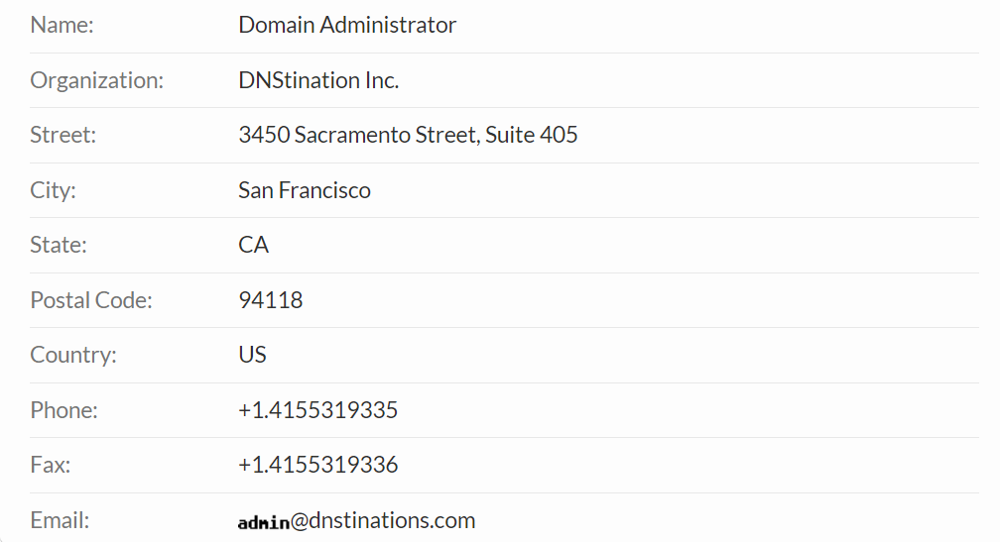 Name: Domain Administrator
Organization: DNStination Inc.
Street: 3450 Sacramento Street, Suite 405
City: San Francisco
State: CA
Postal Code: 94118
Country: US
Phone: +1.4155319335
Fax: +1.4155319336
Email: admin@dnstinations.com